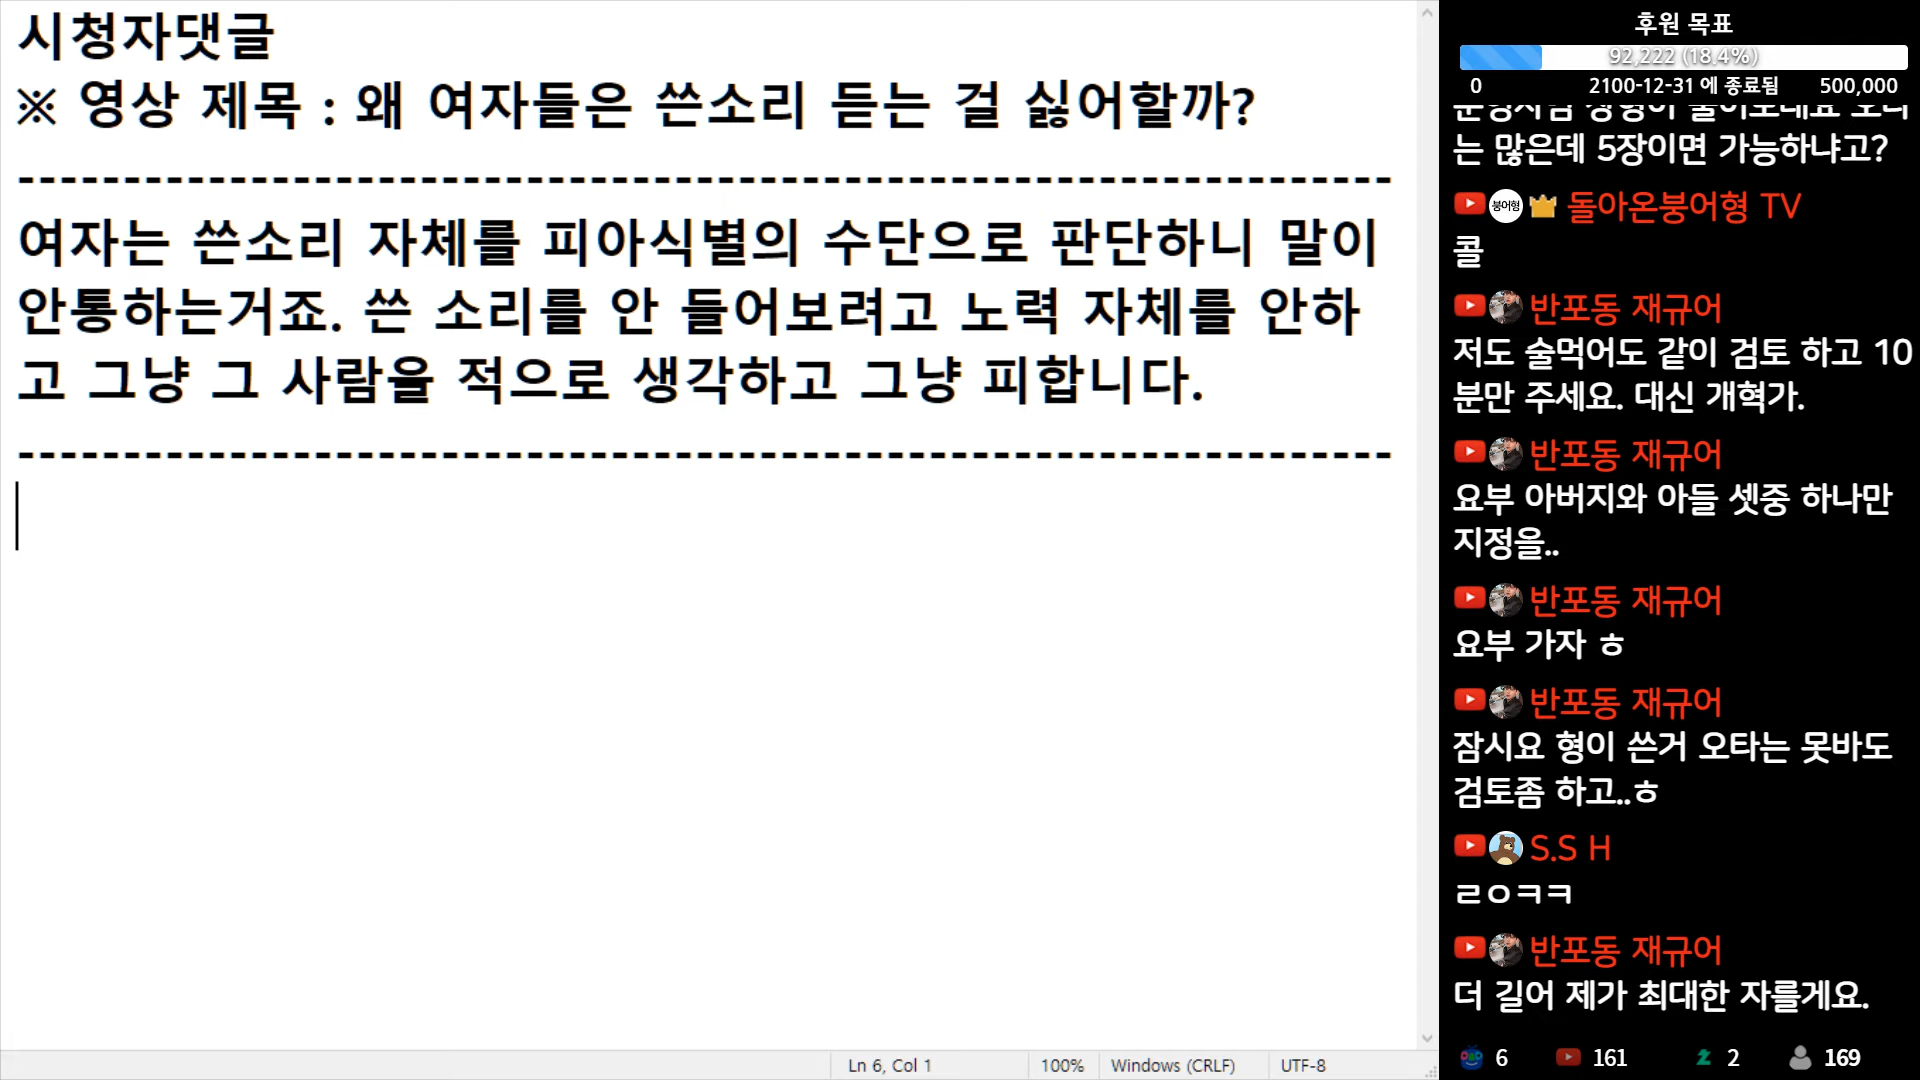 시청자댓글
※ 영상 제목 : 왜 여자들은 쓴소리 듣는 걸 싫어할까?
--------------------------------------------------------------------
여자는 쓴소리 자체를 피아식별의 수단으로 판단하니 말이
안통하는거죠. 쓴 소리를 안 들어보려고 노력 자체를 안하
고 그냥 그 사람을 적으로 생각하고 그냥 피합니다.
--------------------------------------------------------------------
Ln 6, Col 1
100%
Windows (CRLF)
UTF-8
후원 목표
92,222 (18.4%)
0 2100-12-31 에 종료됨 500,000
는 많은데 5장이면 가능하냐고?
붕어형 돌아온붕어형 TV
콜
반포동 재규어
저도 술먹어도 같이 검토 하고 10
분만 주세요. 대신 개혁가.
반포동 재규어
요부 아버지와 아들 셋중 하나만
지정을..
반포동 재규어
요부 가자 ㅎ
반포동 재규어
잠시요 형이 쓴거 오타는 못바도
검토좀 하고..ㅎ
S.S H
ㄹㅇㅋㅋ
반포동 재규어
더 길어 제가 최대한 자를게요.
6 161 2 169